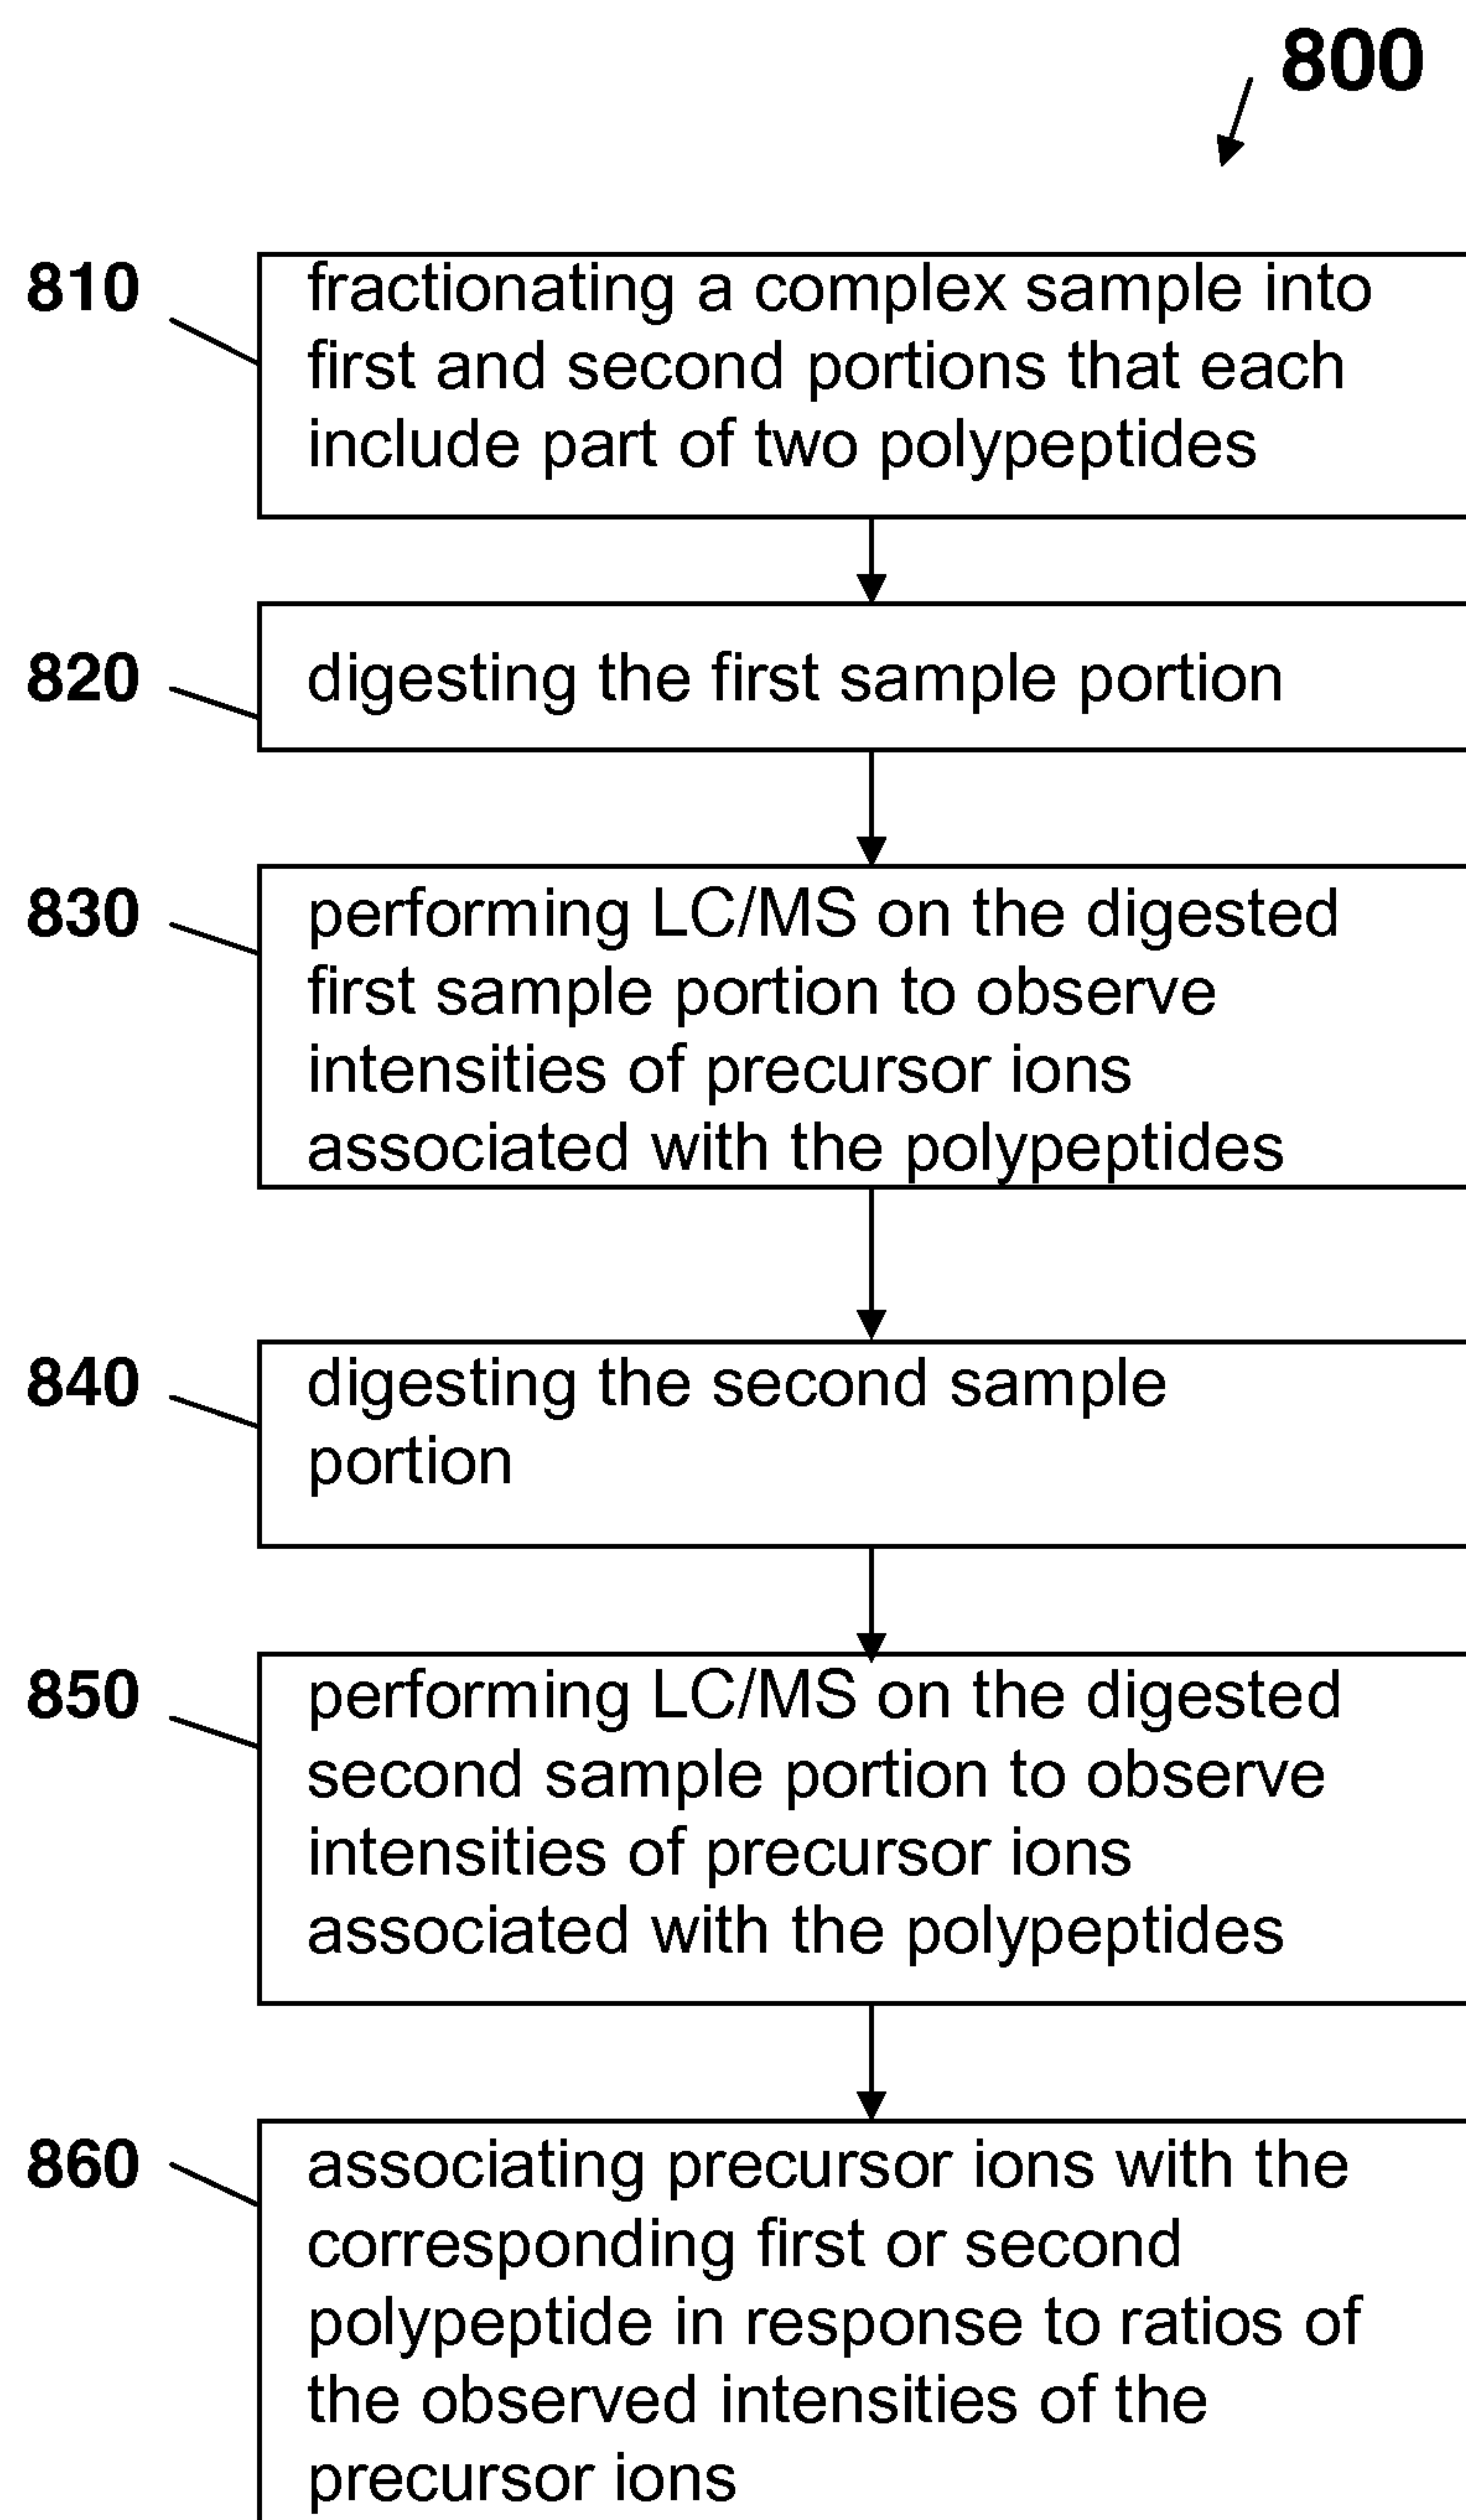 800
810
fractionating a complex sample into
first and second portions that each
include part of two polypeptides
820
digesting the first sample portion
830
performing LC/MS on the digested
first sample portion to observe
intensities of precursor ions
associated with the polypeptides
840
digesting the second sample
portion
850
performing LC/MS on the digested
second sample portion to observe
intensities of precursor ions
associated with the polypeptides
860
associating precursor ions with the
corresponding first or second
polypeptide in response to ratios of
the observed intensities of the
precursor ions